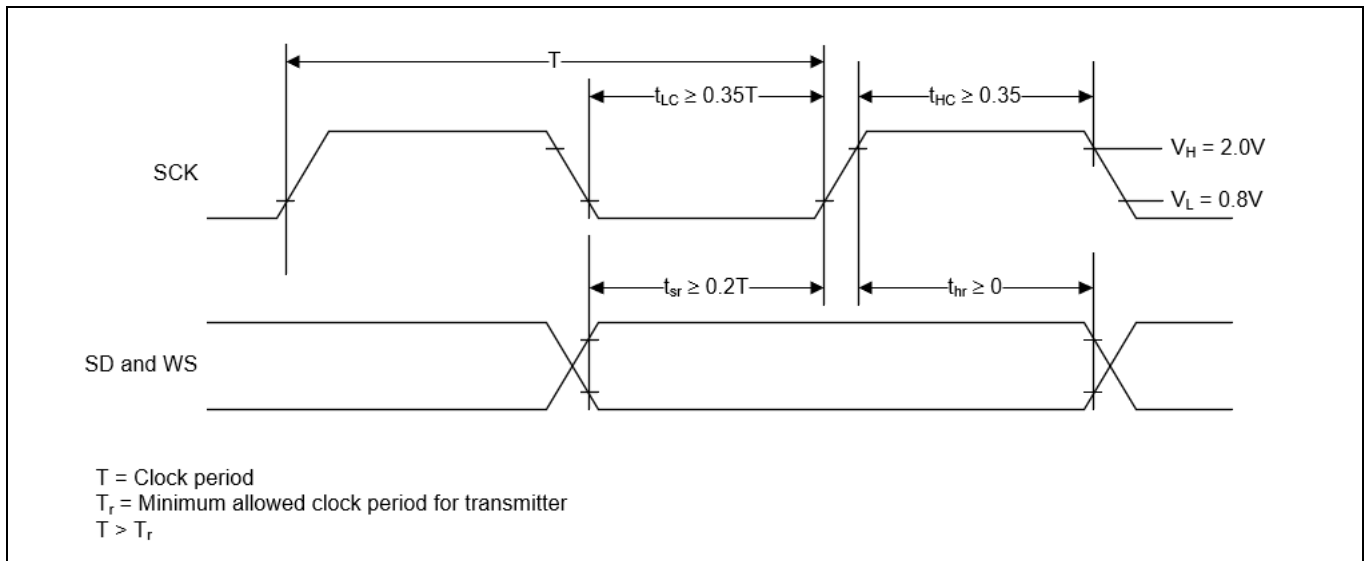 T
t_LC ≥ 0.35T
t_HC ≥ 0.35
SCK
V_H = 2.0V
V_L = 0.8V
t_sr ≥ 0.2T
t_hr ≥ 0
SD and WS
T = Clock period
T_r = Minimum allowed clock period for transmitter
T > T_r